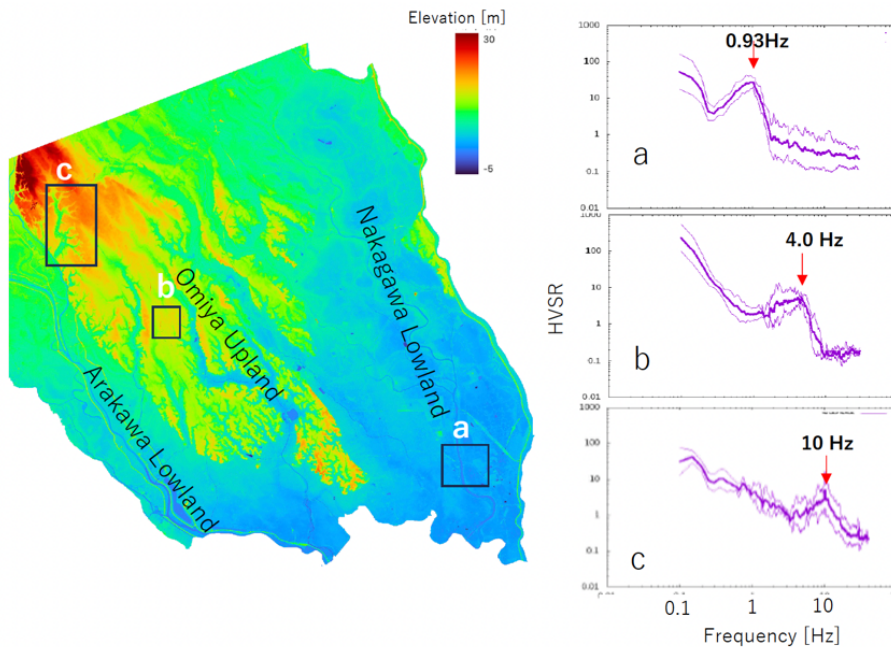 Elevation [m]
30
-5
c
b
a
Omiya Upland
Nakagawa Lowland
Arakawa Lowland
1000
100
10
1
0.1
0.01
0.93Hz
a
1000
100
10
1
0.1
0.01
4.0 Hz
b
HVSR
1000
100
10
1
0.1
10 Hz
c
0.1
1
10
Frequency [Hz]